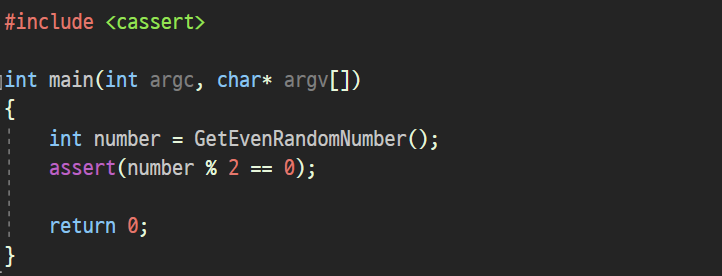 #include <cassert>
int main(int argc, char* argv[])
{
int number = GetEvenRandomNumber();
assert(number % 2 == 0);
return 0;
}